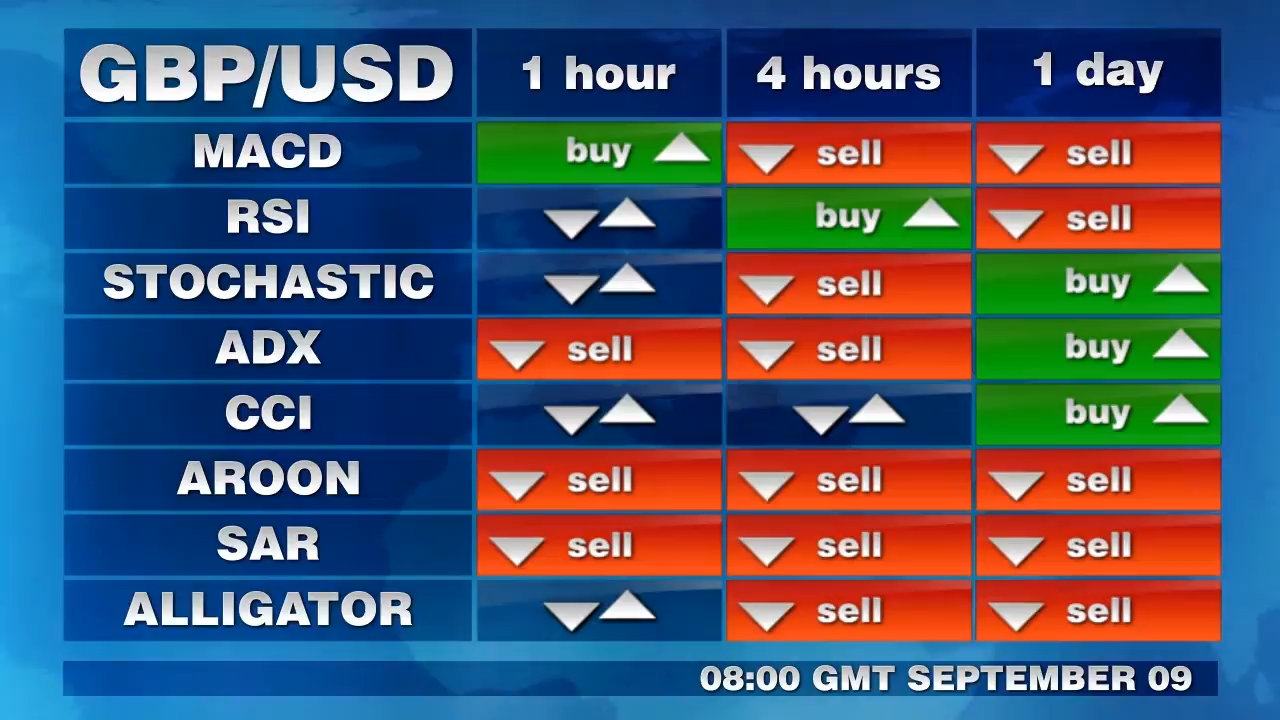 GBP/USD 1 hour 4 hours 1 day
MACD buy sell sell
RSI buy sell
STOCHASTIC sell buy
ADX sell sell buy
CCI buy
AROON sell sell sell
SAR sell sell sell
ALLIGATOR sell sell
08:00 GMT SEPTEMBER 09